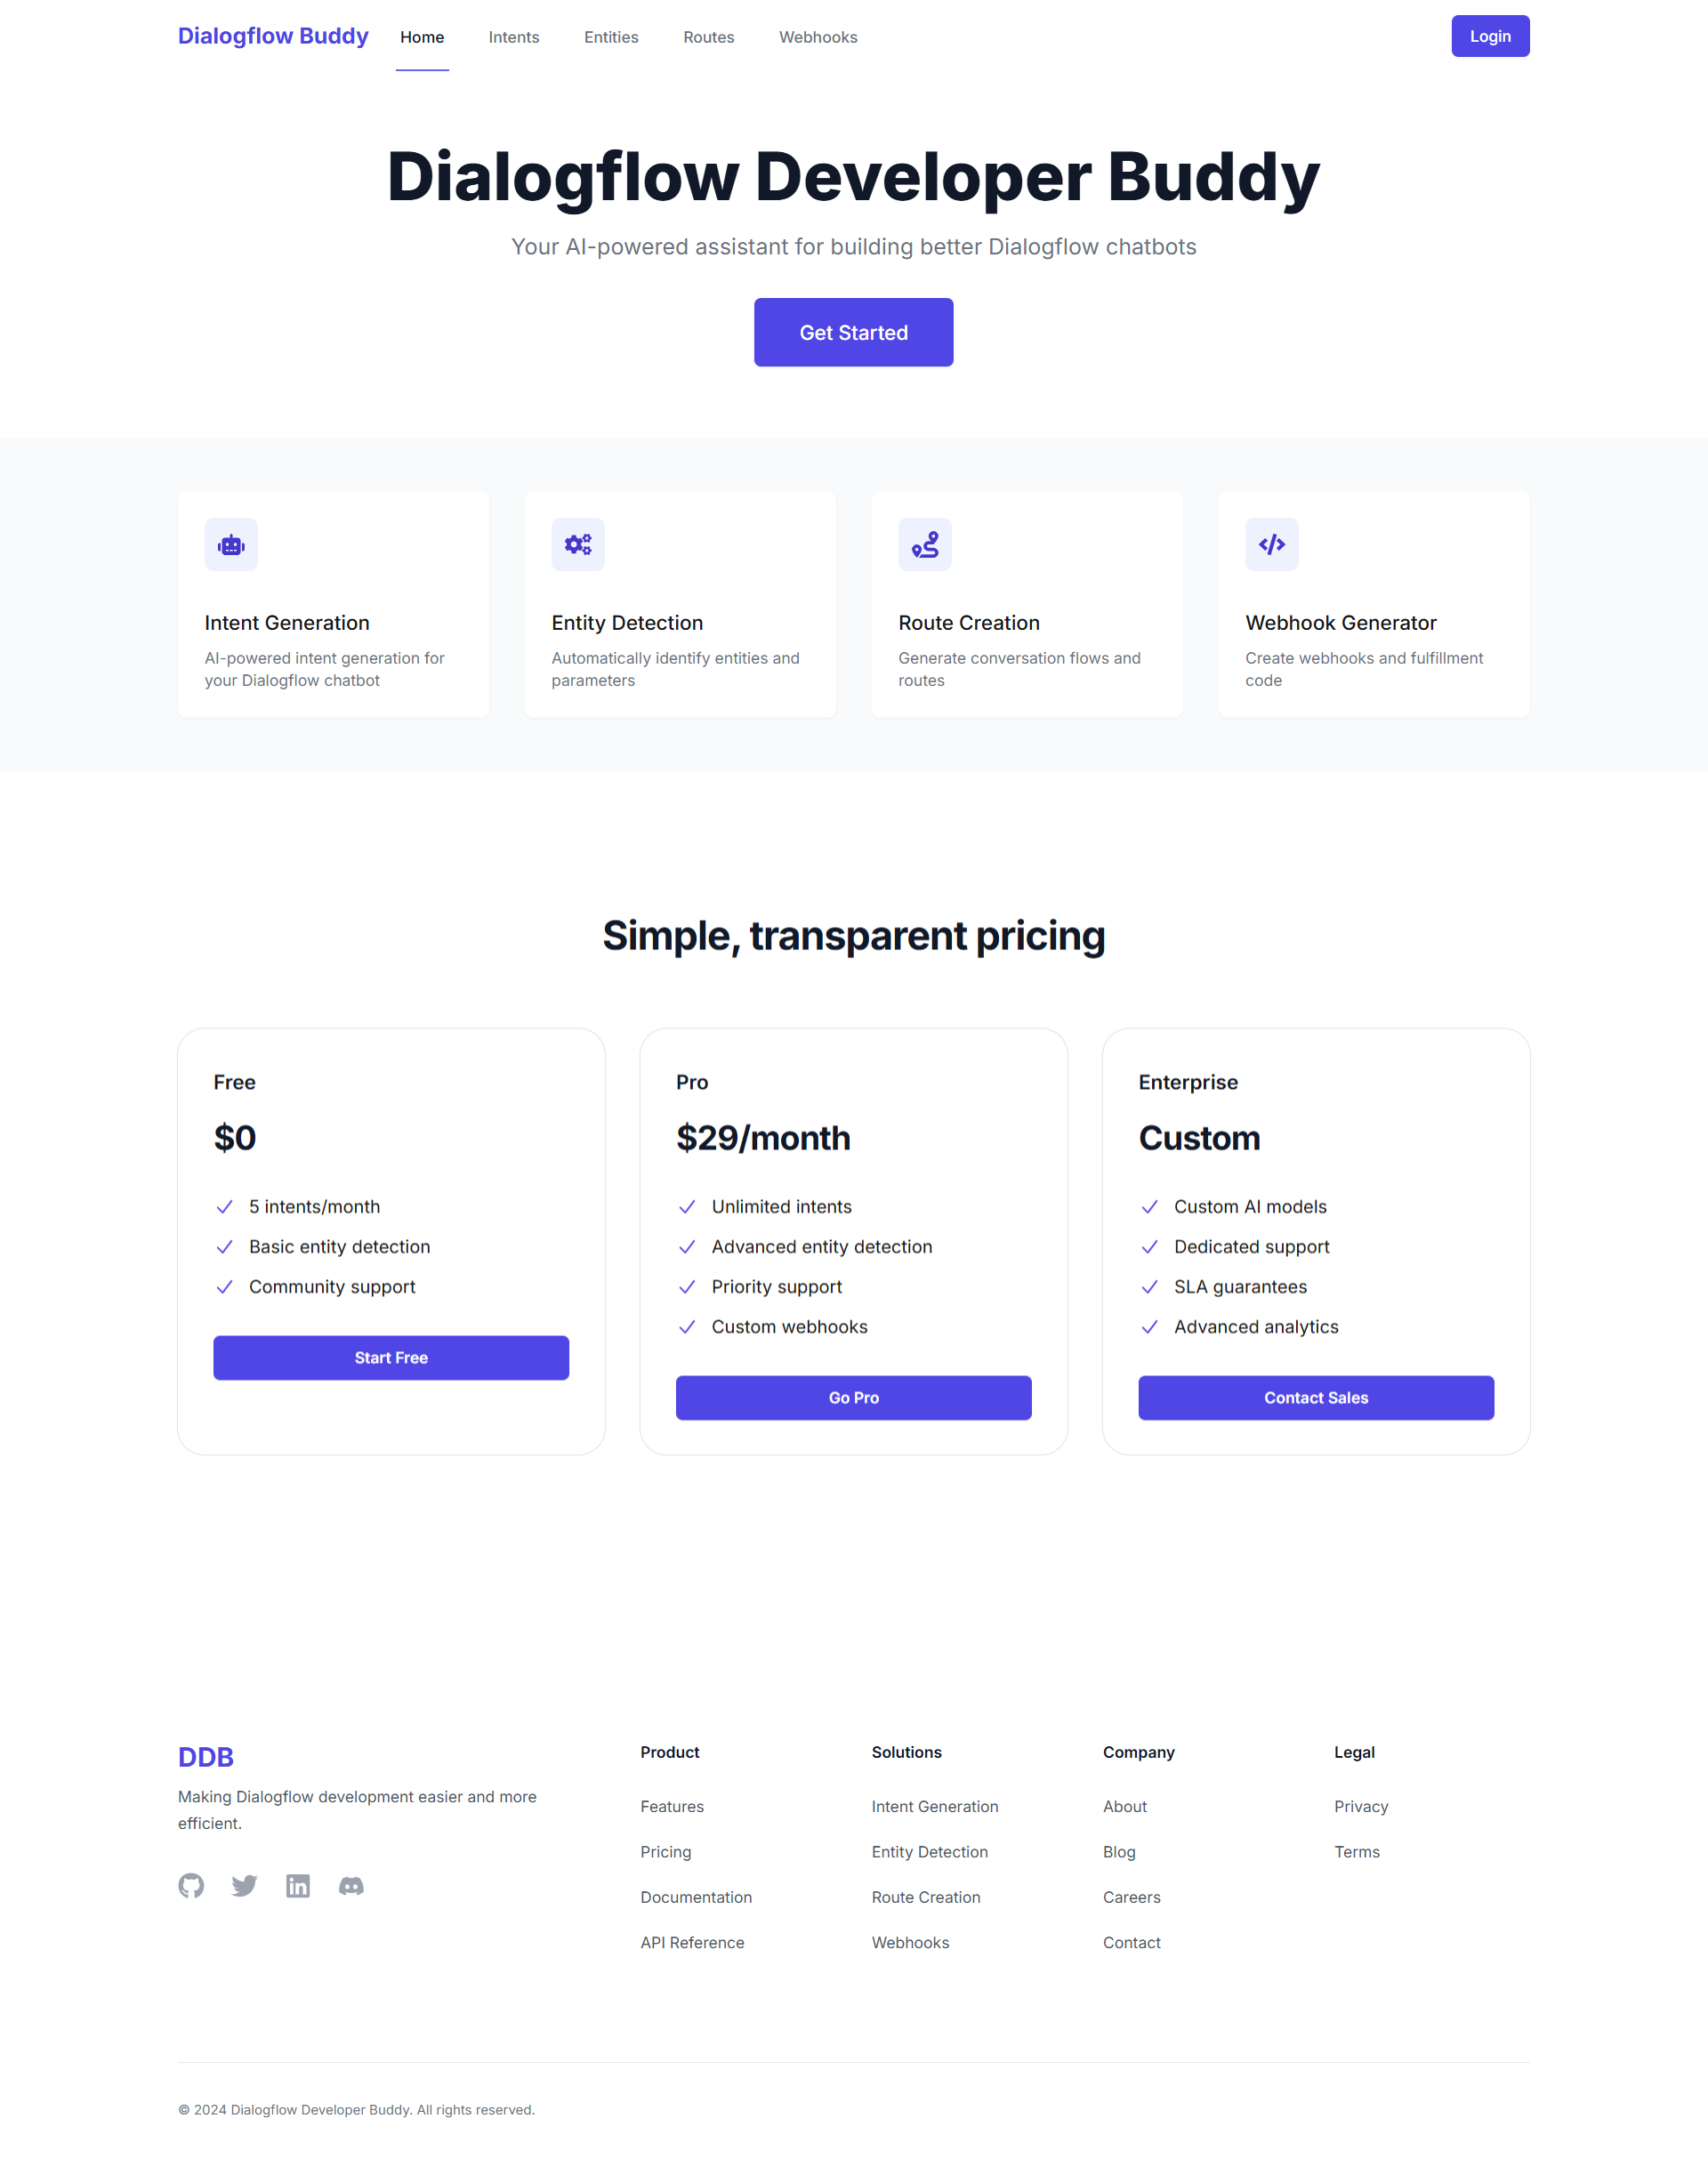 Dialogflow Buddy
Home
Intents
Entities
Routes
Webhooks
Login
Dialogflow Developer Buddy
Your AI-powered assistant for building better Dialogflow chatbots
Get Started
Intent Generation
AI-powered intent generation for
your Dialogflow chatbot
Entity Detection
Automatically identify entities and
parameters
Route Creation
Generate conversation flows and
routes
Webhook Generator
Create webhooks and fulfillment
code
Simple, transparent pricing
Free
$0
5 intents/month
Basic entity detection
Community support
Start Free
Pro
$29/month
Unlimited intents
Advanced entity detection
Priority support
Custom webhooks
Go Pro
Enterprise
Custom
Custom AI models
Dedicated support
SLA guarantees
Advanced analytics
Contact Sales
DDB
Making Dialogflow development easier and more
efficient.
Product
Features
Pricing
Documentation
API Reference
Solutions
Intent Generation
Entity Detection
Route Creation
Webhooks
Company
About
Blog
Careers
Contact
Legal
Privacy
Terms
© 2024 Dialogflow Developer Buddy. All rights reserved.